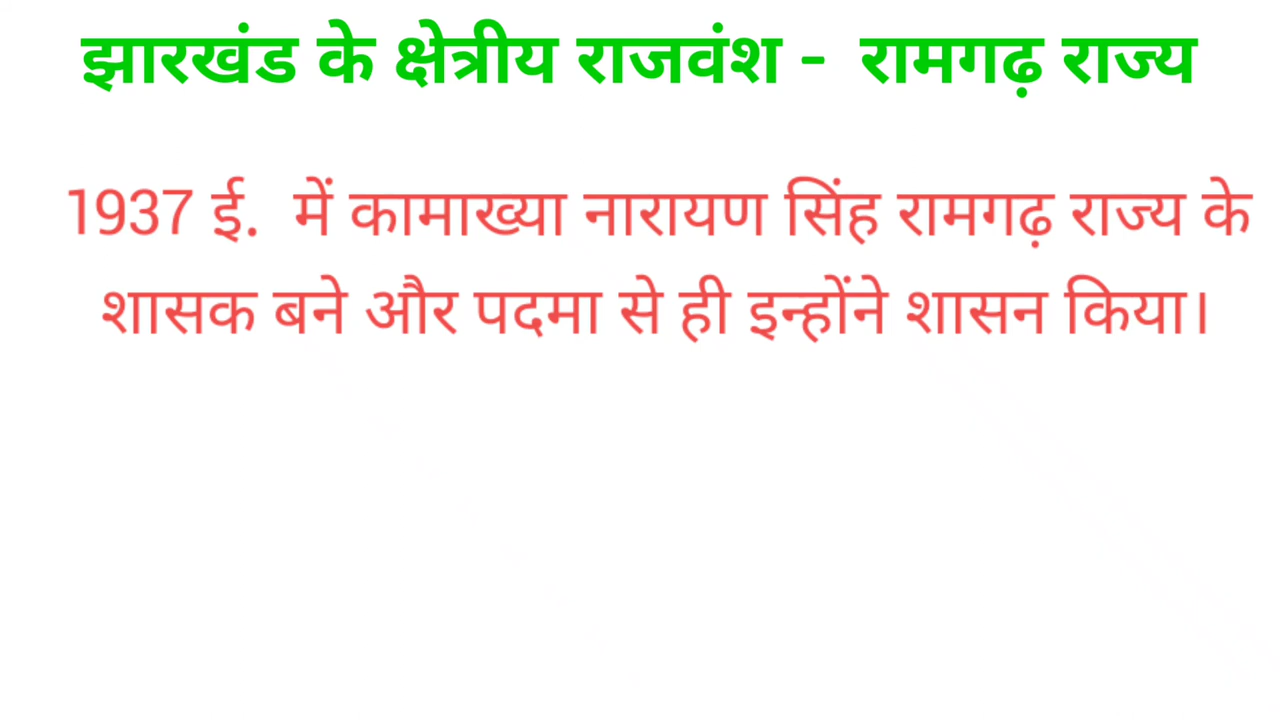 झारखंड के क्षेत्रीय राजवंश - रामगढ़ राज्य
1937 ई. में कामाख्या नारायण सिंह रामगढ़ राज्य के
शासक बने और पदमा से ही इन्होंने शासन किया।